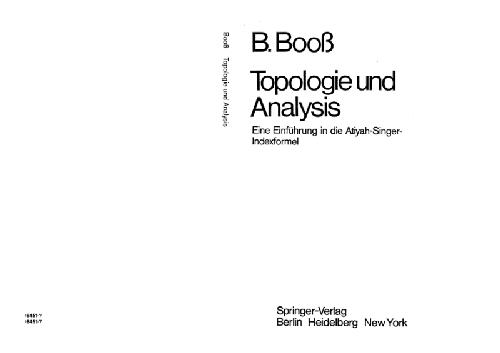 B. Booß
Topologie und
Analysis
Eine Einführung in die Atiyah-Singer-
Indexformel
Springer-Verlag
Berlin Heidelberg New York
Booß Topologie und Analysis